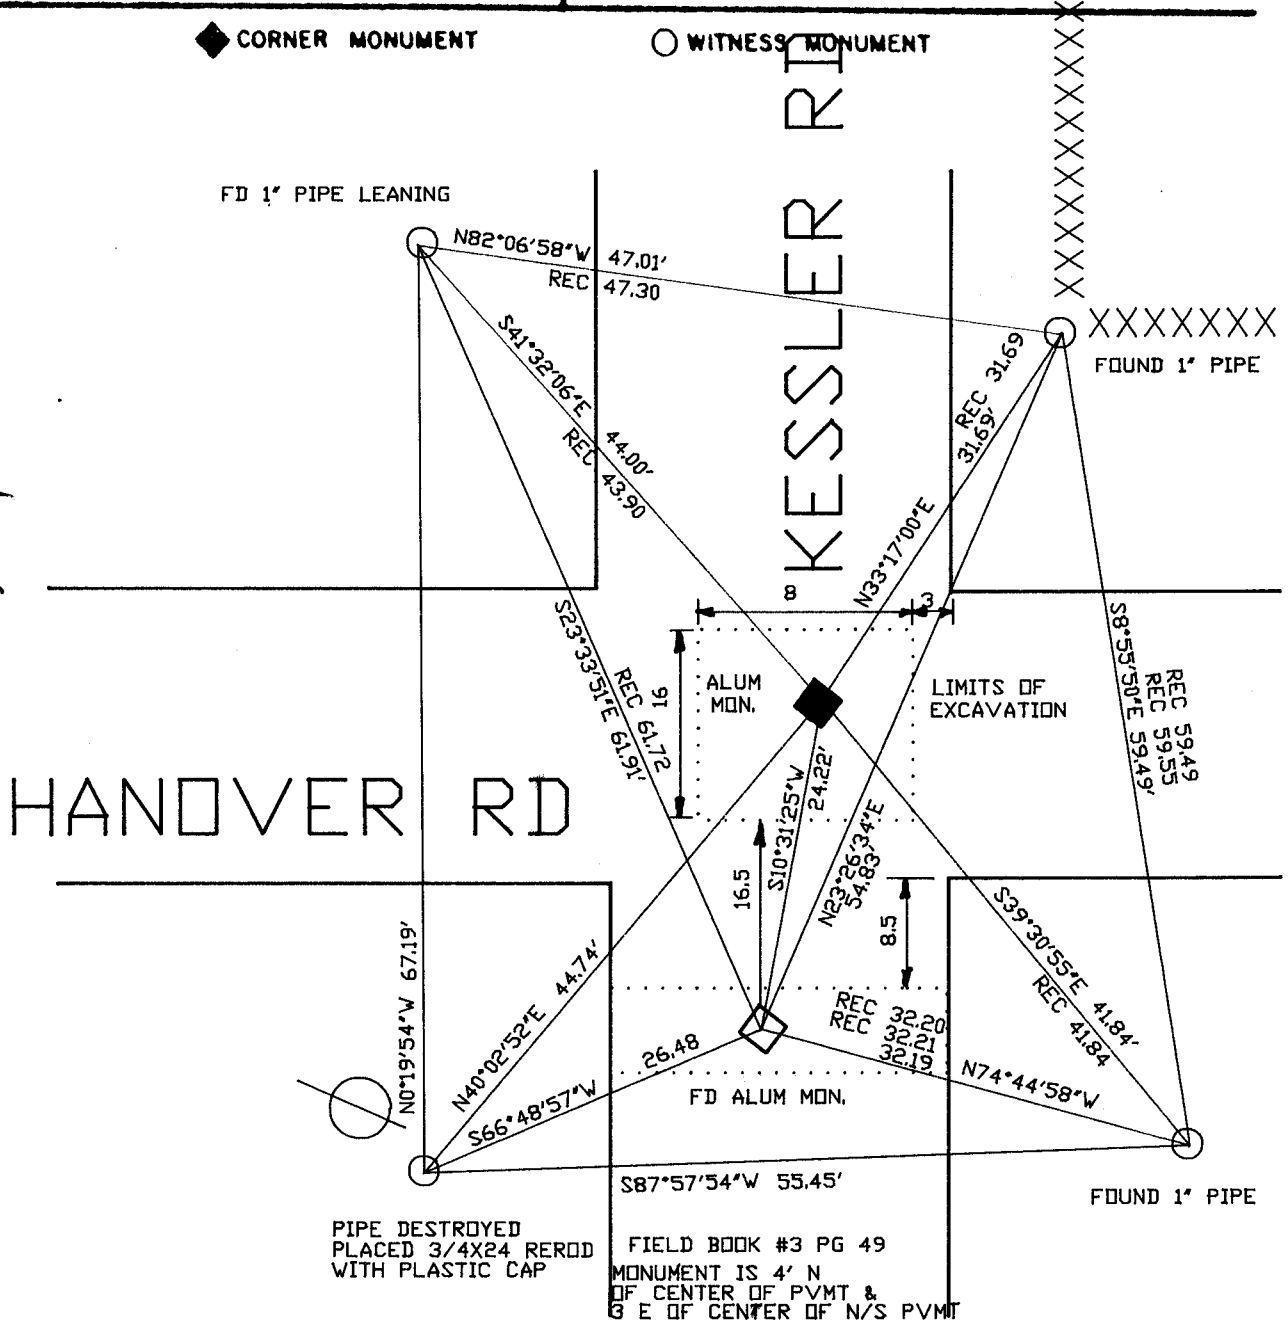 CORNER MONUMENT
WITNESS MONUMENT
KESSLER RD
FD 1" PIPE LEANING
N82°06'58"W 47.01'
REC 47.30
FOUND 1" PIPE
S41°32'06"E 44.00'
REC 43.90
REC 31.69
31.69'
N33°17'00"E
8
3
S23°33'51"E 61.91'
REC 61.72
16
ALUM
MON.
LIMITS OF
EXCAVATION
S8°55'50"E 59.49'
REC 59.55
REC 59.49
HANOVER RD
S10°31'25"W
24.22'
N23°26'34"E
54.83'
16.5
8.5
S39°30'55"E 41.84'
REC 41.84
N0°19'54"W 67.19'
N40°02'52"E 44.74'
REC 32.20
REC 32.21
32.19
26.48
S66°48'57"W
N74°44'58"W
FD ALUM MON.
S87°57'54"W 55.45'
FOUND 1" PIPE
PIPE DESTROYED
PLACED 3/4X24 REROD
WITH PLASTIC CAP
FIELD BOOK #3 PG 49
MONUMENT IS 4' N
OF CENTER OF PVMT &
3 E OF CENTER OF N/S PVMT